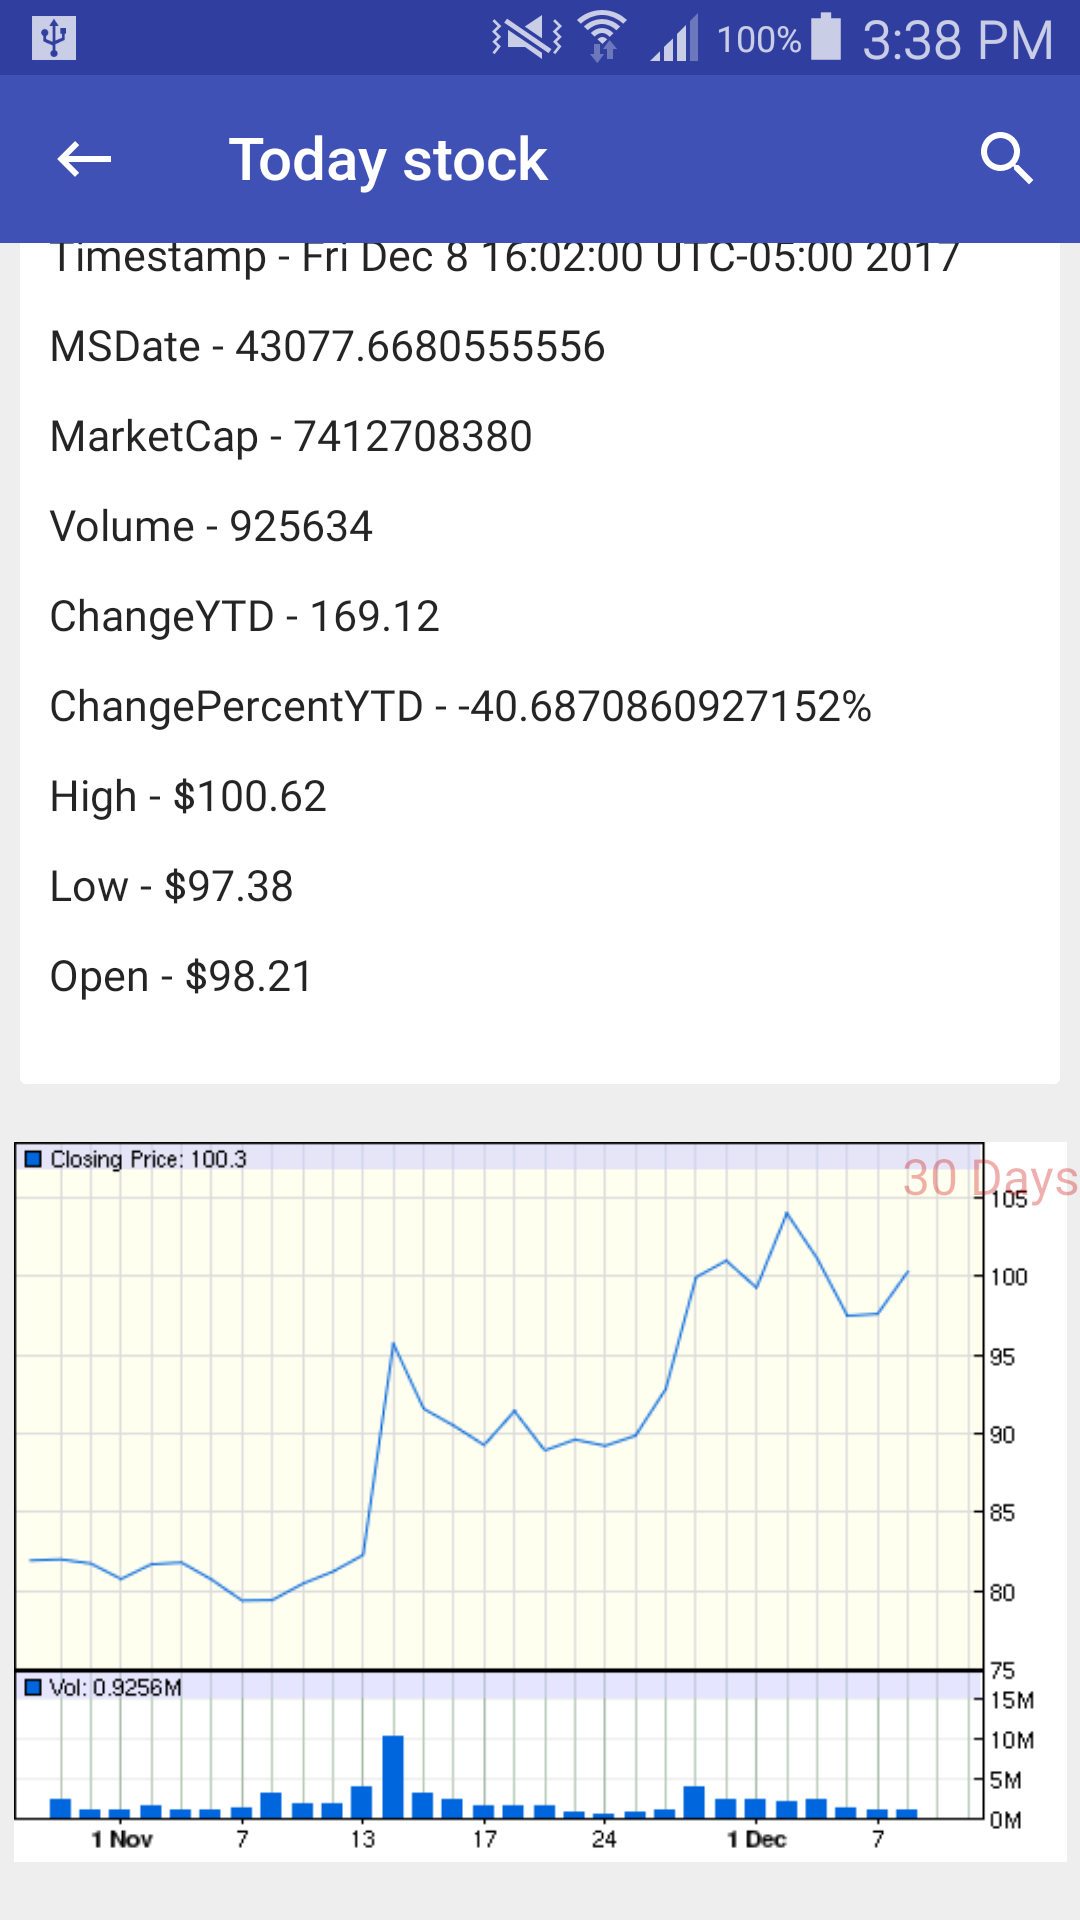 100% 3:38 PM
Today stock
Timestamp - Fri Dec 8 16:02:00 UTC-05:00 2017
MSDate - 43077.6680555556
MarketCap - 7412708380
Volume - 925634
ChangeYTD - 169.12
ChangePercentYTD - -40.6870860927152%
High - $100.62
Low - $97.38
Open - $98.21
Closing Price: 100.3
30 Days
105
100
95
90
85
80
75
Vol: 0.9256M
15M
10M
5M
0M
1 Nov 7 13 17 24 1 Dec 7